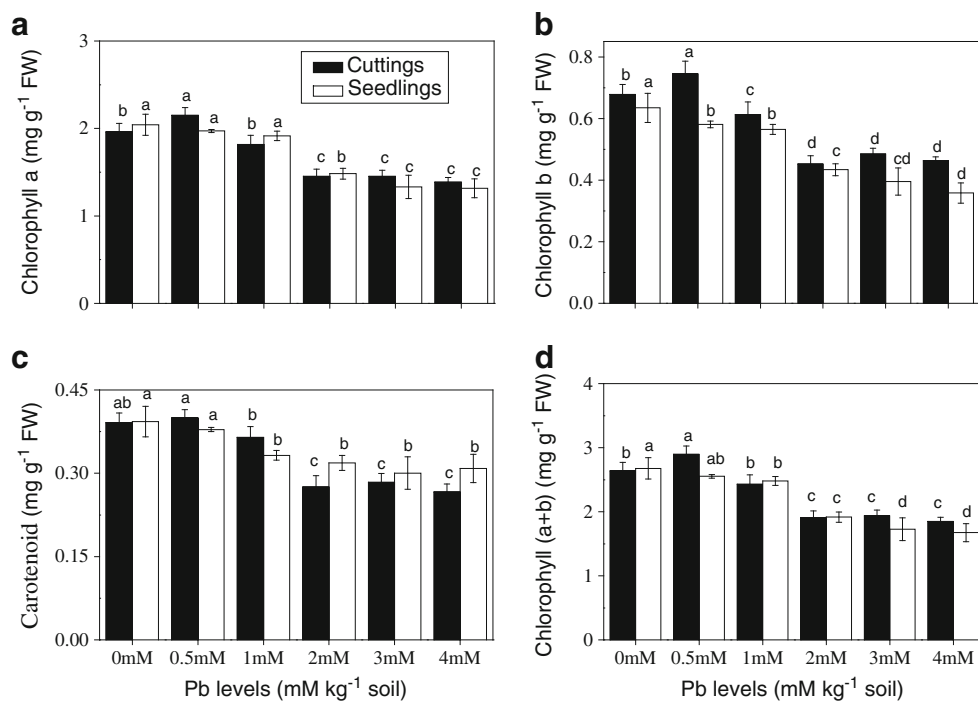 a
Chlorophyll a (mg g-1 FW)
3
2
1
0
Cuttings
Seedlings
b a a a b a c b c c c c
b
Chlorophyll b (mg g-1 FW)
0.8
0.6
0.4
0.2
0.0
b a a b c b d c d cd d d
c
Carotenoid (mg g-1 FW)
0.45
0.30
0.15
0.00
ab a a a b b c b c b c b
0mM 0.5mM 1mM 2mM 3mM 4mM
Pb levels (mM kg-1 soil)
d
Chlorophyll (a+b) (mg g-1 FW)
4
3
2
1
0
b a a ab b b c c c d c d
0mM 0.5mM 1mM 2mM 3mM 4mM
Pb levels (mM kg-1 soil)